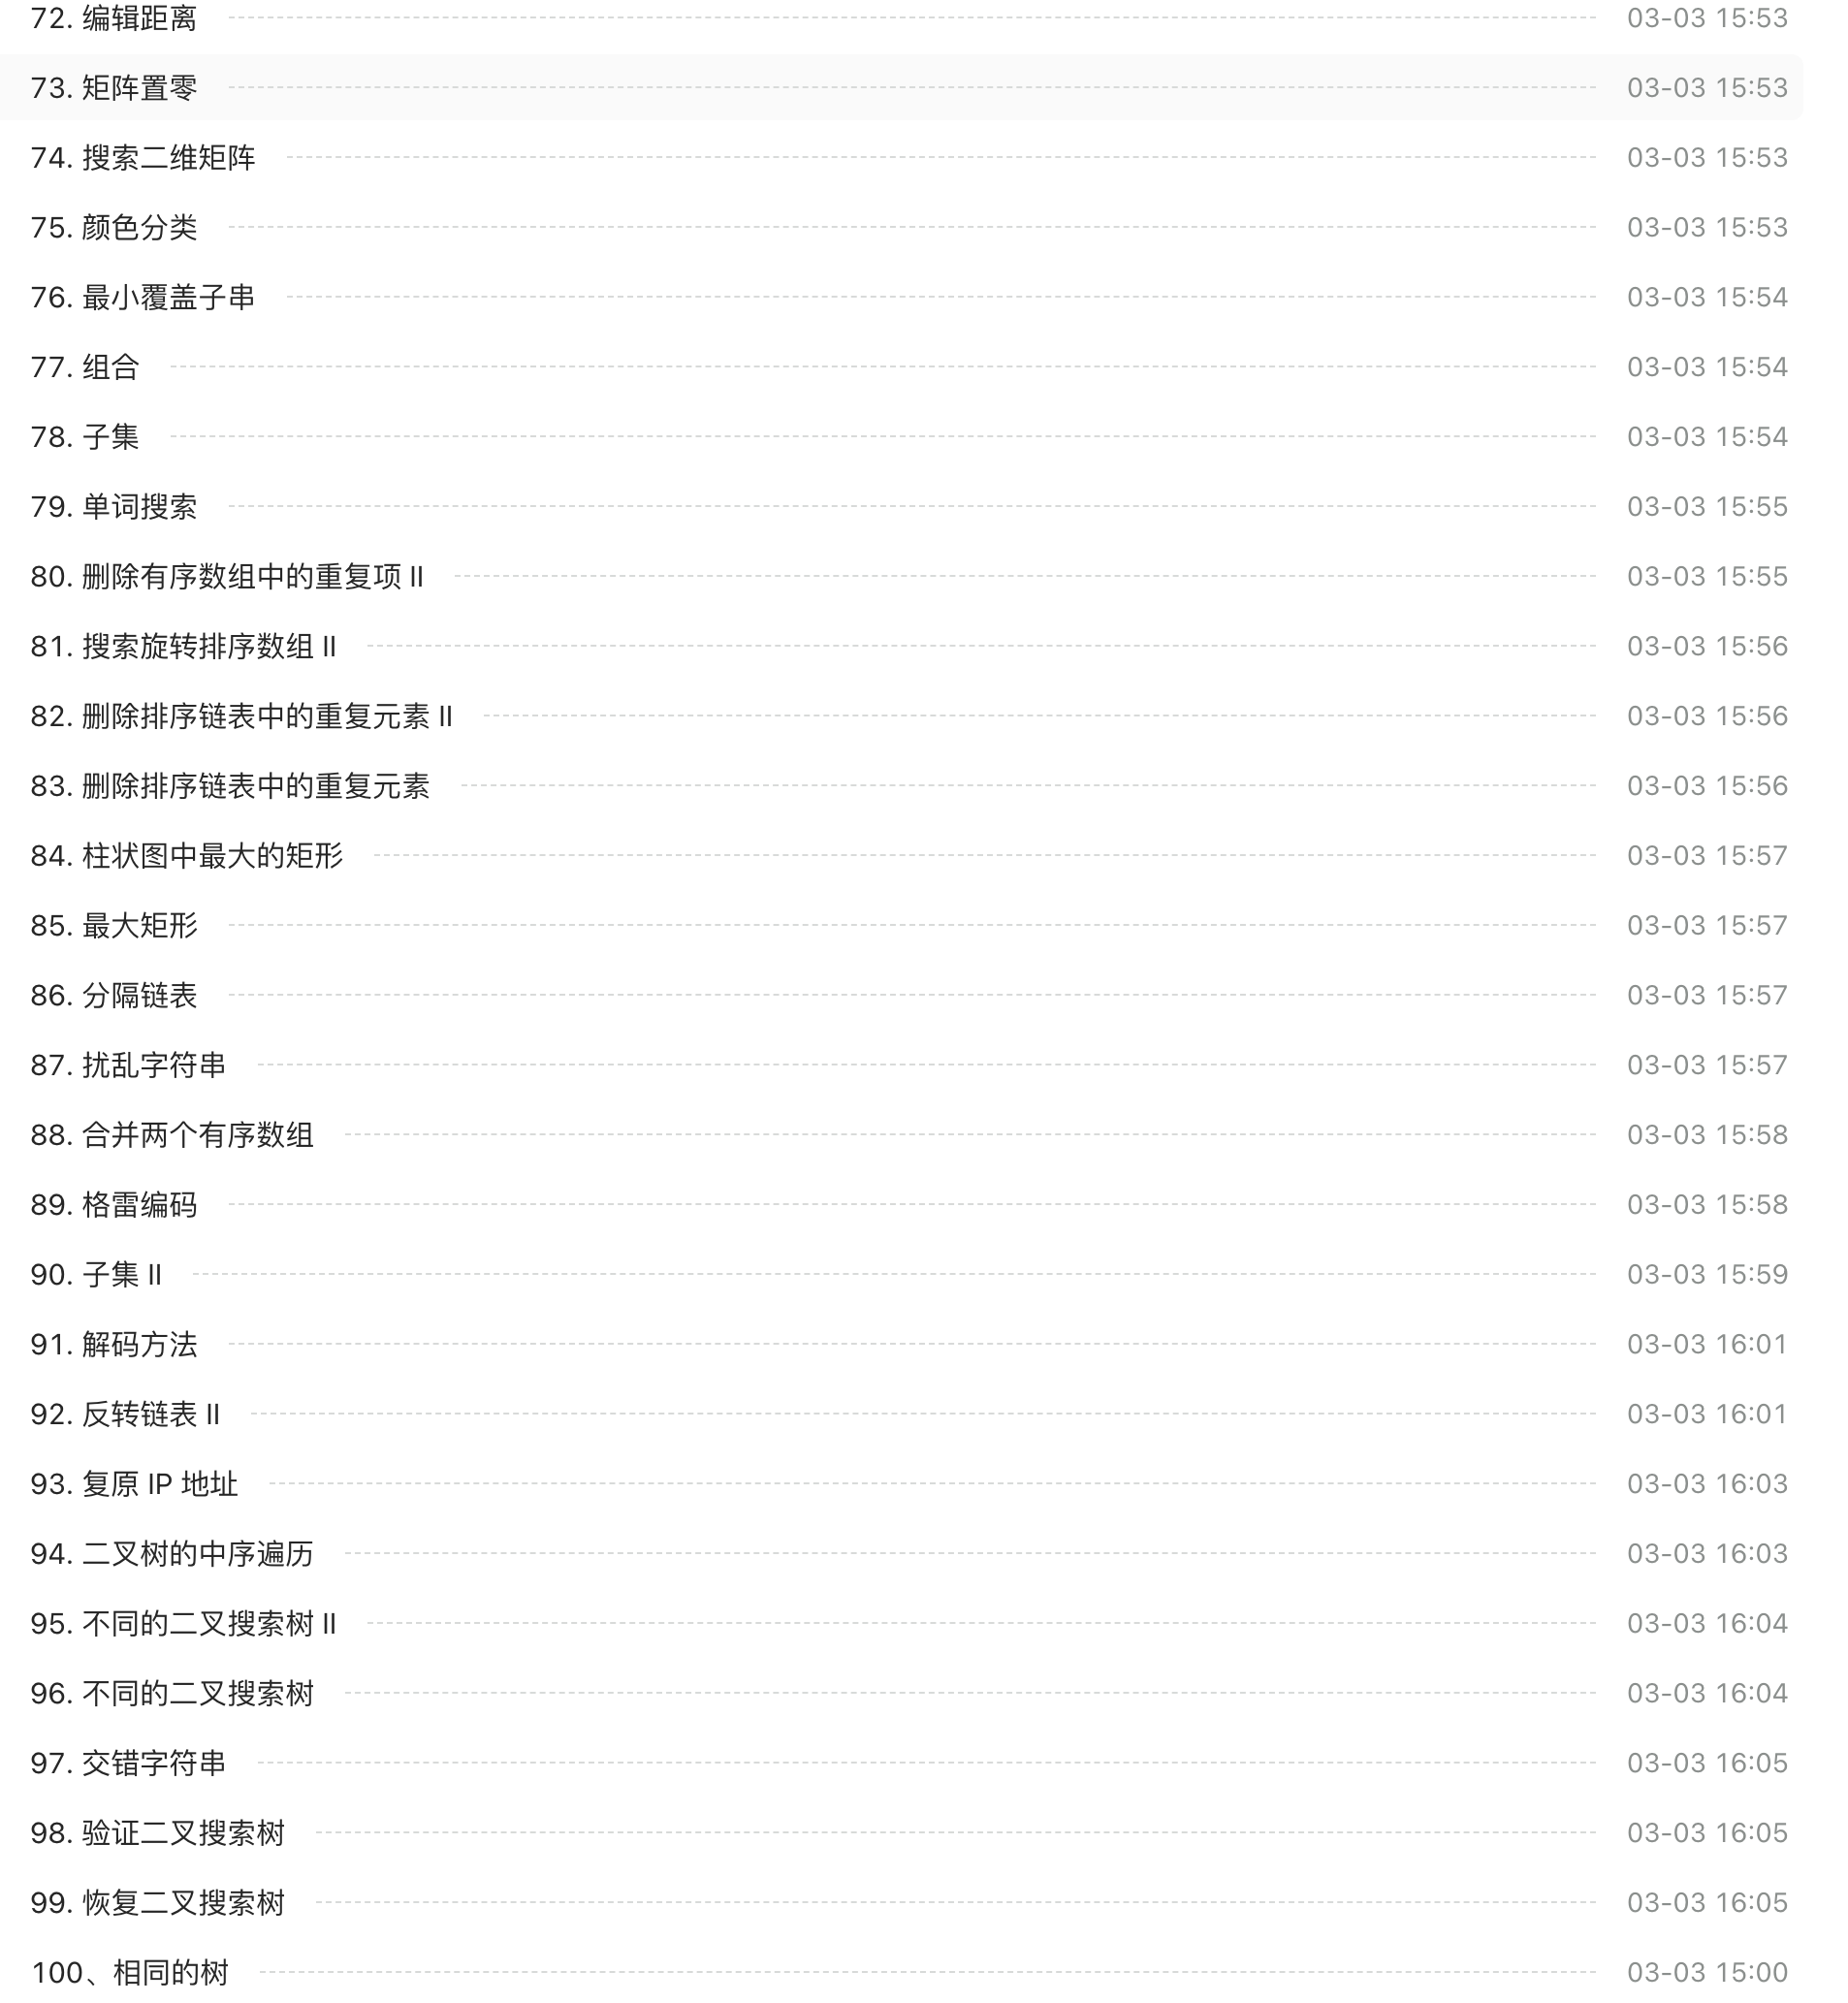 72. 编辑距离 03-03 15:53
73. 矩阵置零 03-03 15:53
74. 搜索二维矩阵 03-03 15:53
75. 颜色分类 03-03 15:53
76. 最小覆盖子串 03-03 15:54
77. 组合 03-03 15:54
78. 子集 03-03 15:54
79. 单词搜索 03-03 15:55
80. 删除有序数组中的重复项 II 03-03 15:55
81. 搜索旋转排序数组 II 03-03 15:56
82. 删除排序链表中的重复元素 II 03-03 15:56
83. 删除排序链表中的重复元素 03-03 15:56
84. 柱状图中最大的矩形 03-03 15:57
85. 最大矩形 03-03 15:57
86. 分隔链表 03-03 15:57
87. 扰乱字符串 03-03 15:57
88. 合并两个有序数组 03-03 15:58
89. 格雷编码 03-03 15:58
90. 子集 II 03-03 15:59
91. 解码方法 03-03 16:01
92. 反转链表 II 03-03 16:01
93. 复原 IP 地址 03-03 16:03
94. 二叉树的中序遍历 03-03 16:03
95. 不同的二叉搜索树 II 03-03 16:04
96. 不同的二叉搜索树 03-03 16:04
97. 交错字符串 03-03 16:05
98. 验证二叉搜索树 03-03 16:05
99. 恢复二叉搜索树 03-03 16:05
100、相同的树 03-03 15:00